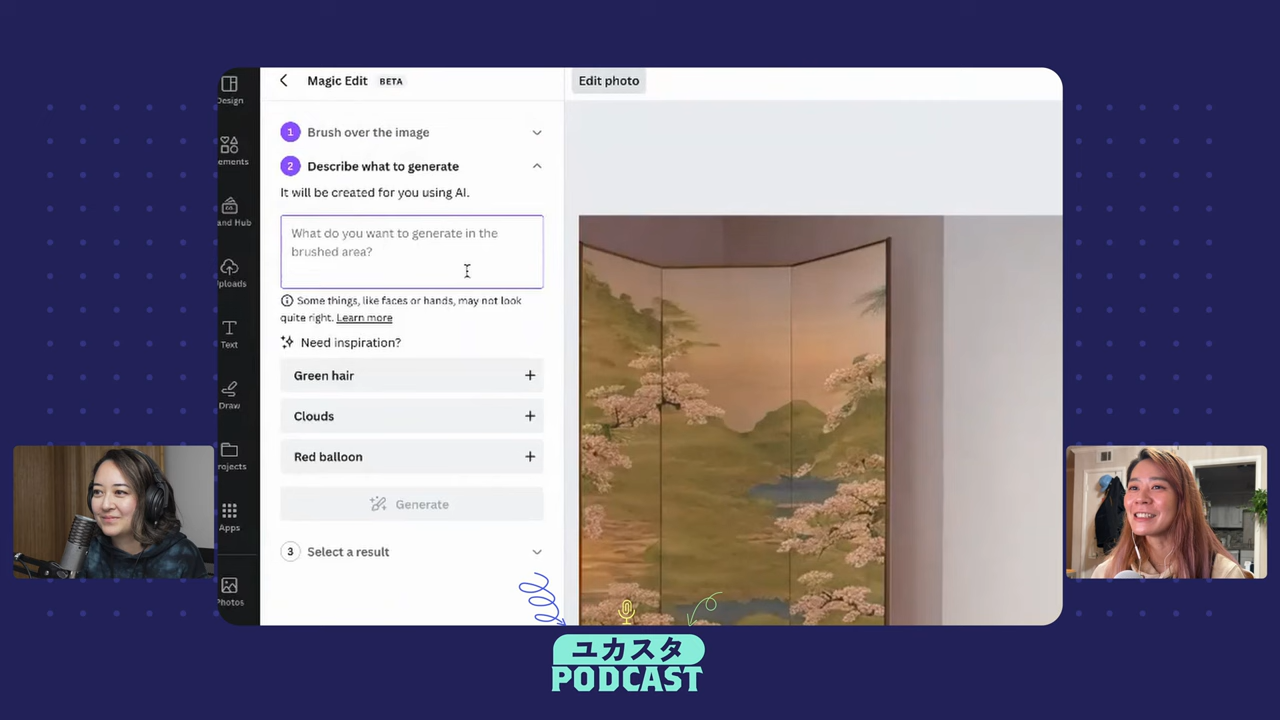 Design
ements
and Hub
Uploads
Text
Draw
rojects
Apps
Photos
Magic Edit BETA
1 Brush over the image
2 Describe what to generate
It will be created for you using AI.
What do you want to generate in the
brushed area?
Some things, like faces or hands, may not look
quite right. Learn more
Need inspiration?
Green hair
Clouds
Red balloon
Generate
3 Select a result
Edit photo
ユカスタ
PODCAST